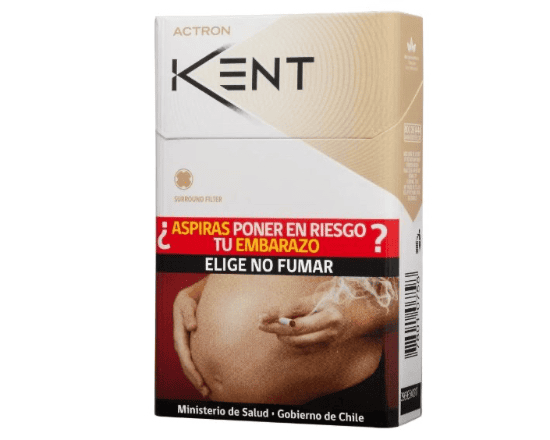 ACTRON
KENT
SURROUND FILTER
¿ASPIRAS PONER EN RIESGO
TU EMBARAZO?
ELIGE NO FUMAR
Ministerio de Salud - Gobierno de Chile